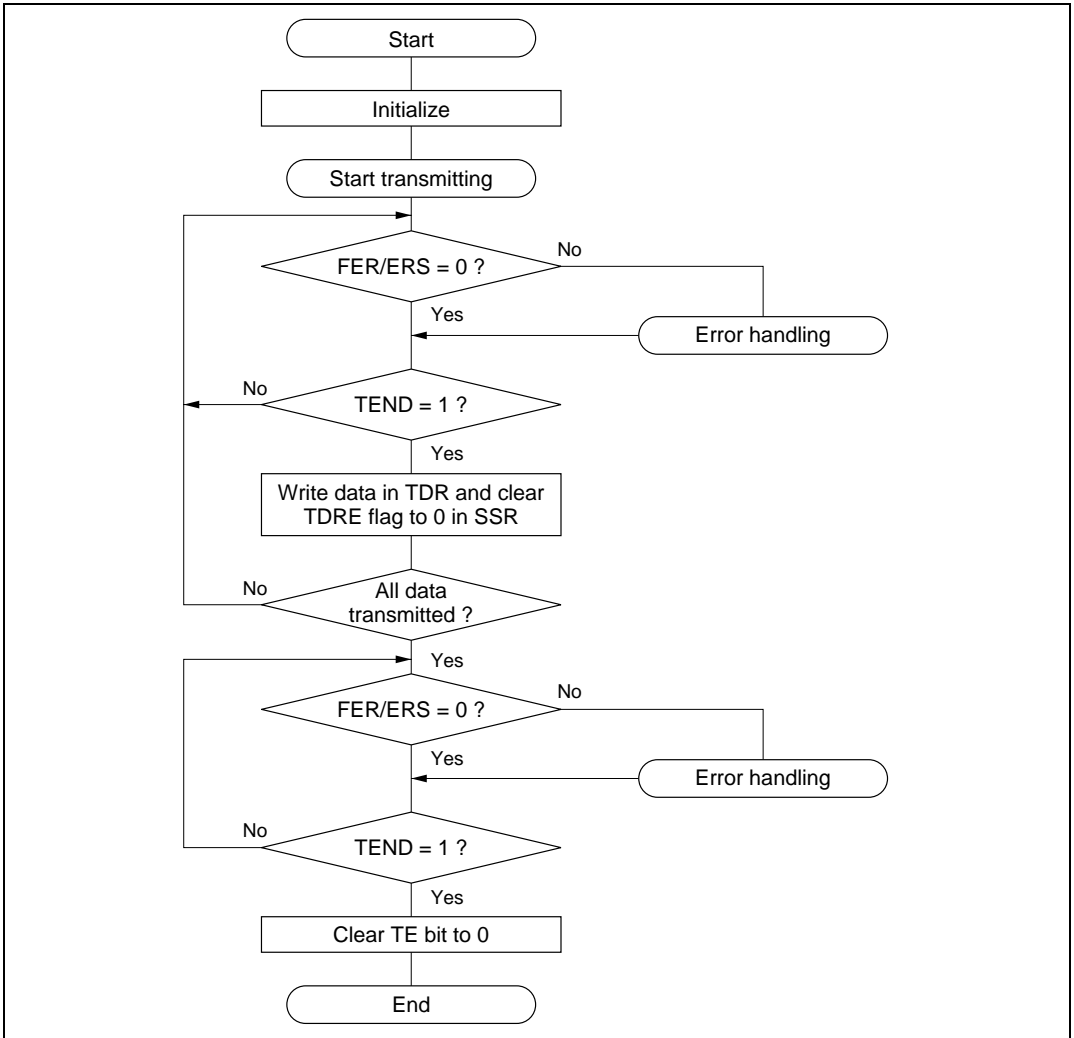 Start
Initialize
Start transmitting
No
FER/ERS = 0 ?
Yes
Error handling
No
TEND = 1 ?
Yes
Write data in TDR and clear
TDRE flag to 0 in SSR
No
All data
transmitted ?
Yes
No
FER/ERS = 0 ?
Yes
Error handling
No
TEND = 1 ?
Yes
Clear TE bit to 0
End